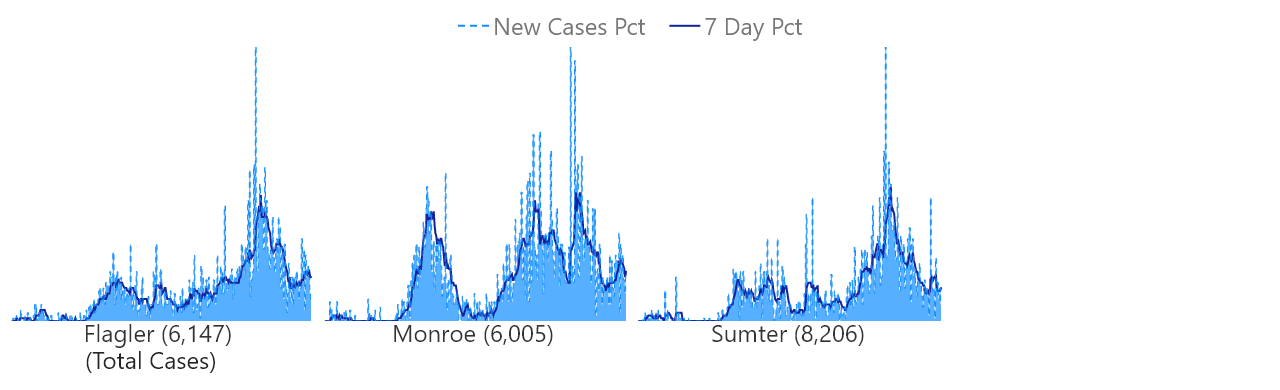 New Cases Pct 7 Day Pct
Flagler (6,147) Monroe (6,005) Sumter (8,206)
(Total Cases)